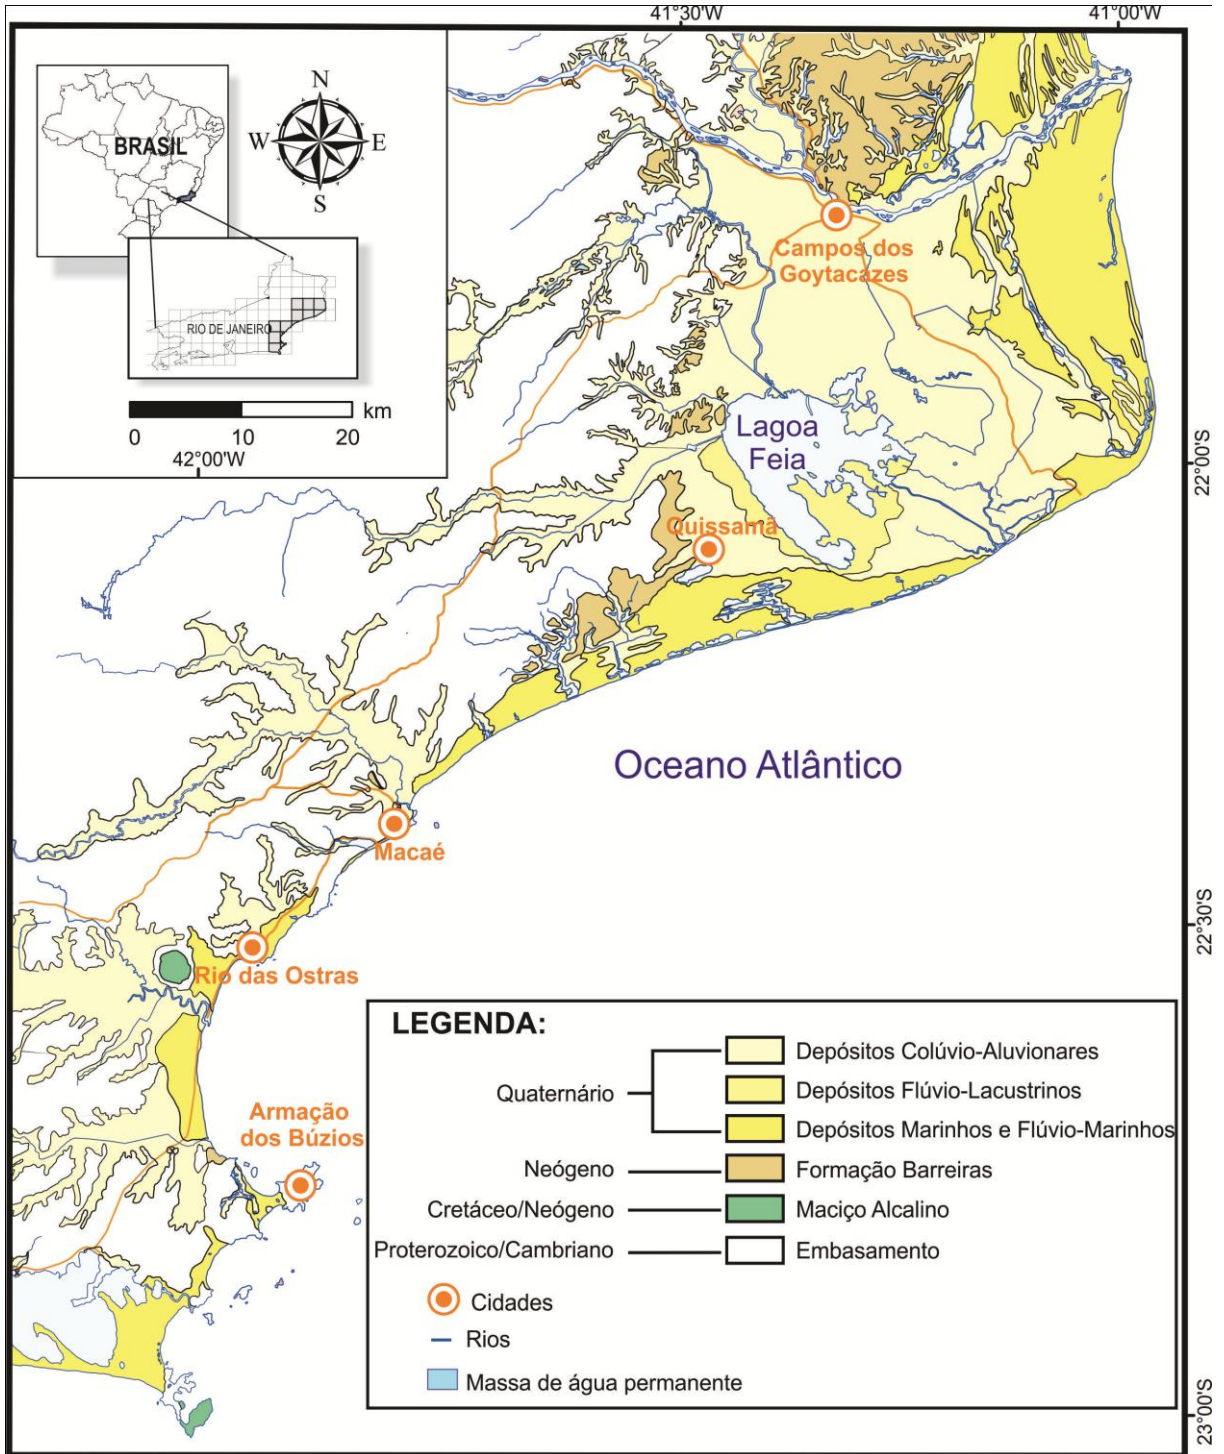 41°30'W
41°00'W
N
W
E
S
BRASIL
RIO DE JANEIRO
km
0
10
20
42°00'W
Campos dos
Goytacazes
Lagoa
Feia
22°00'S
Quissamã
Oceano Atlântico
Macaé
22°30'S
Rio das Ostras
Armação
dos Búzios
LEGENDA:
Quaternário
Depósitos Colúvio-Aluvionares
Depósitos Flúvio-Lacustrinos
Depósitos Marinhos e Flúvio-Marinhos
Neógeno
Formação Barreiras
Cretáceo/Neógeno
Maciço Alcalino
Proterozoico/Cambriano
Embasamento
Cidades
Rios
Massa de água permanente
23°00'S